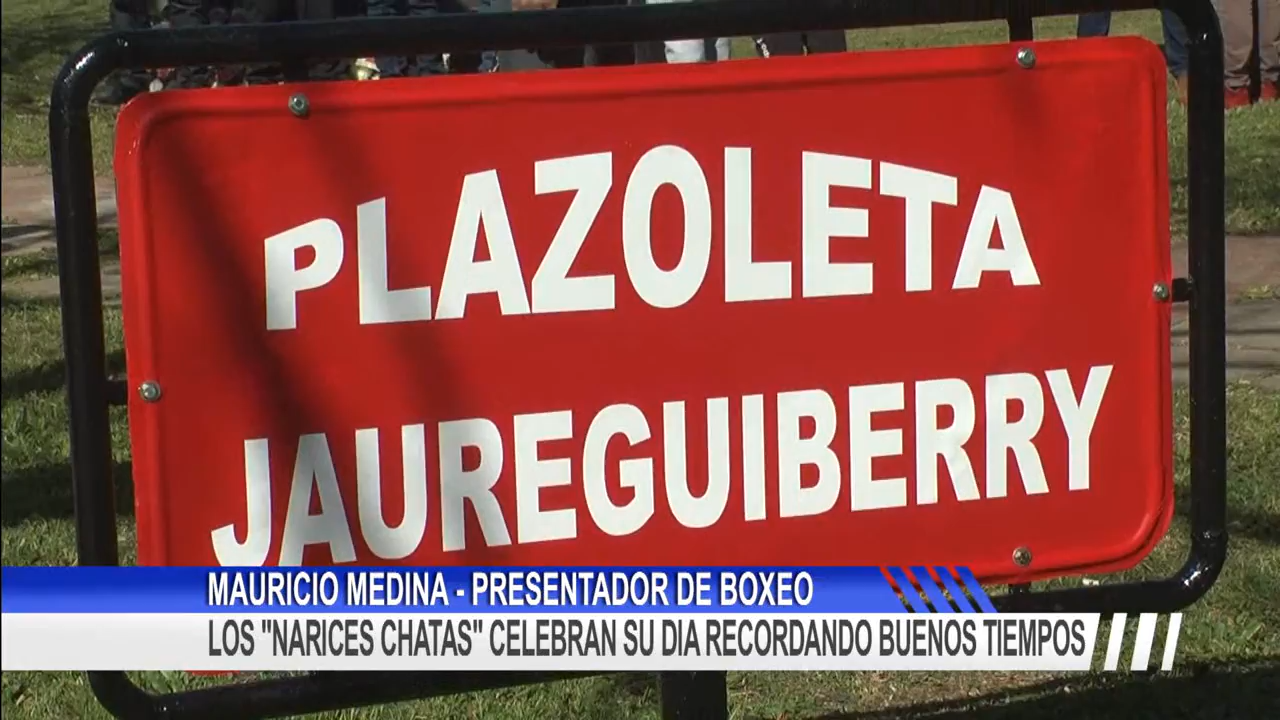 PLAZOLETA
JAUREGUIBERRY
MAURICIO MEDINA - PRESENTADOR DE BOXEO
LOS "NARICES CHATAS" CELEBRAN SU DIA RECORDANDO BUENOS TIEMPOS